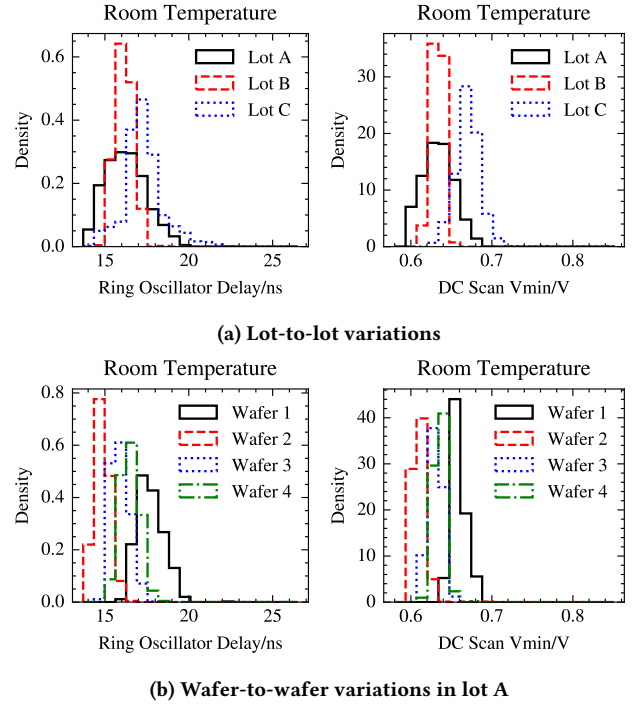 Room Temperature
Density
0.6
0.4
0.2
0.0
Lot A
Lot B
Lot C
15
20
25
Ring Oscillator Delay/ns
Room Temperature
Density
30
20
10
0
Lot A
Lot B
Lot C
0.6
0.7
0.8
DC Scan Vmin/V
(a) Lot-to-lot variations
Room Temperature
Density
0.8
0.6
0.4
0.2
0.0
Wafer 1
Wafer 2
Wafer 3
Wafer 4
15
20
25
Ring Oscillator Delay/ns
Room Temperature
Density
40
30
20
10
0
Wafer 1
Wafer 2
Wafer 3
Wafer 4
0.6
0.7
0.8
DC Scan Vmin/V
(b) Wafer-to-wafer variations in lot A